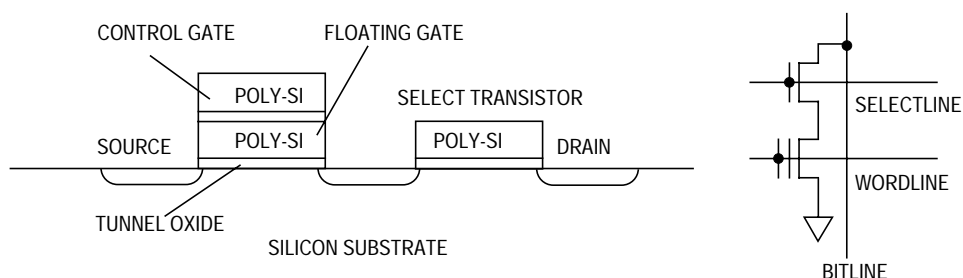 CONTROL GATE
FLOATING GATE
POLY-SI
SELECT TRANSISTOR
SOURCE
POLY-SI
POLY-SI
DRAIN
TUNNEL OXIDE
SILICON SUBSTRATE
SELECTLINE
WORDLINE
BITLINE